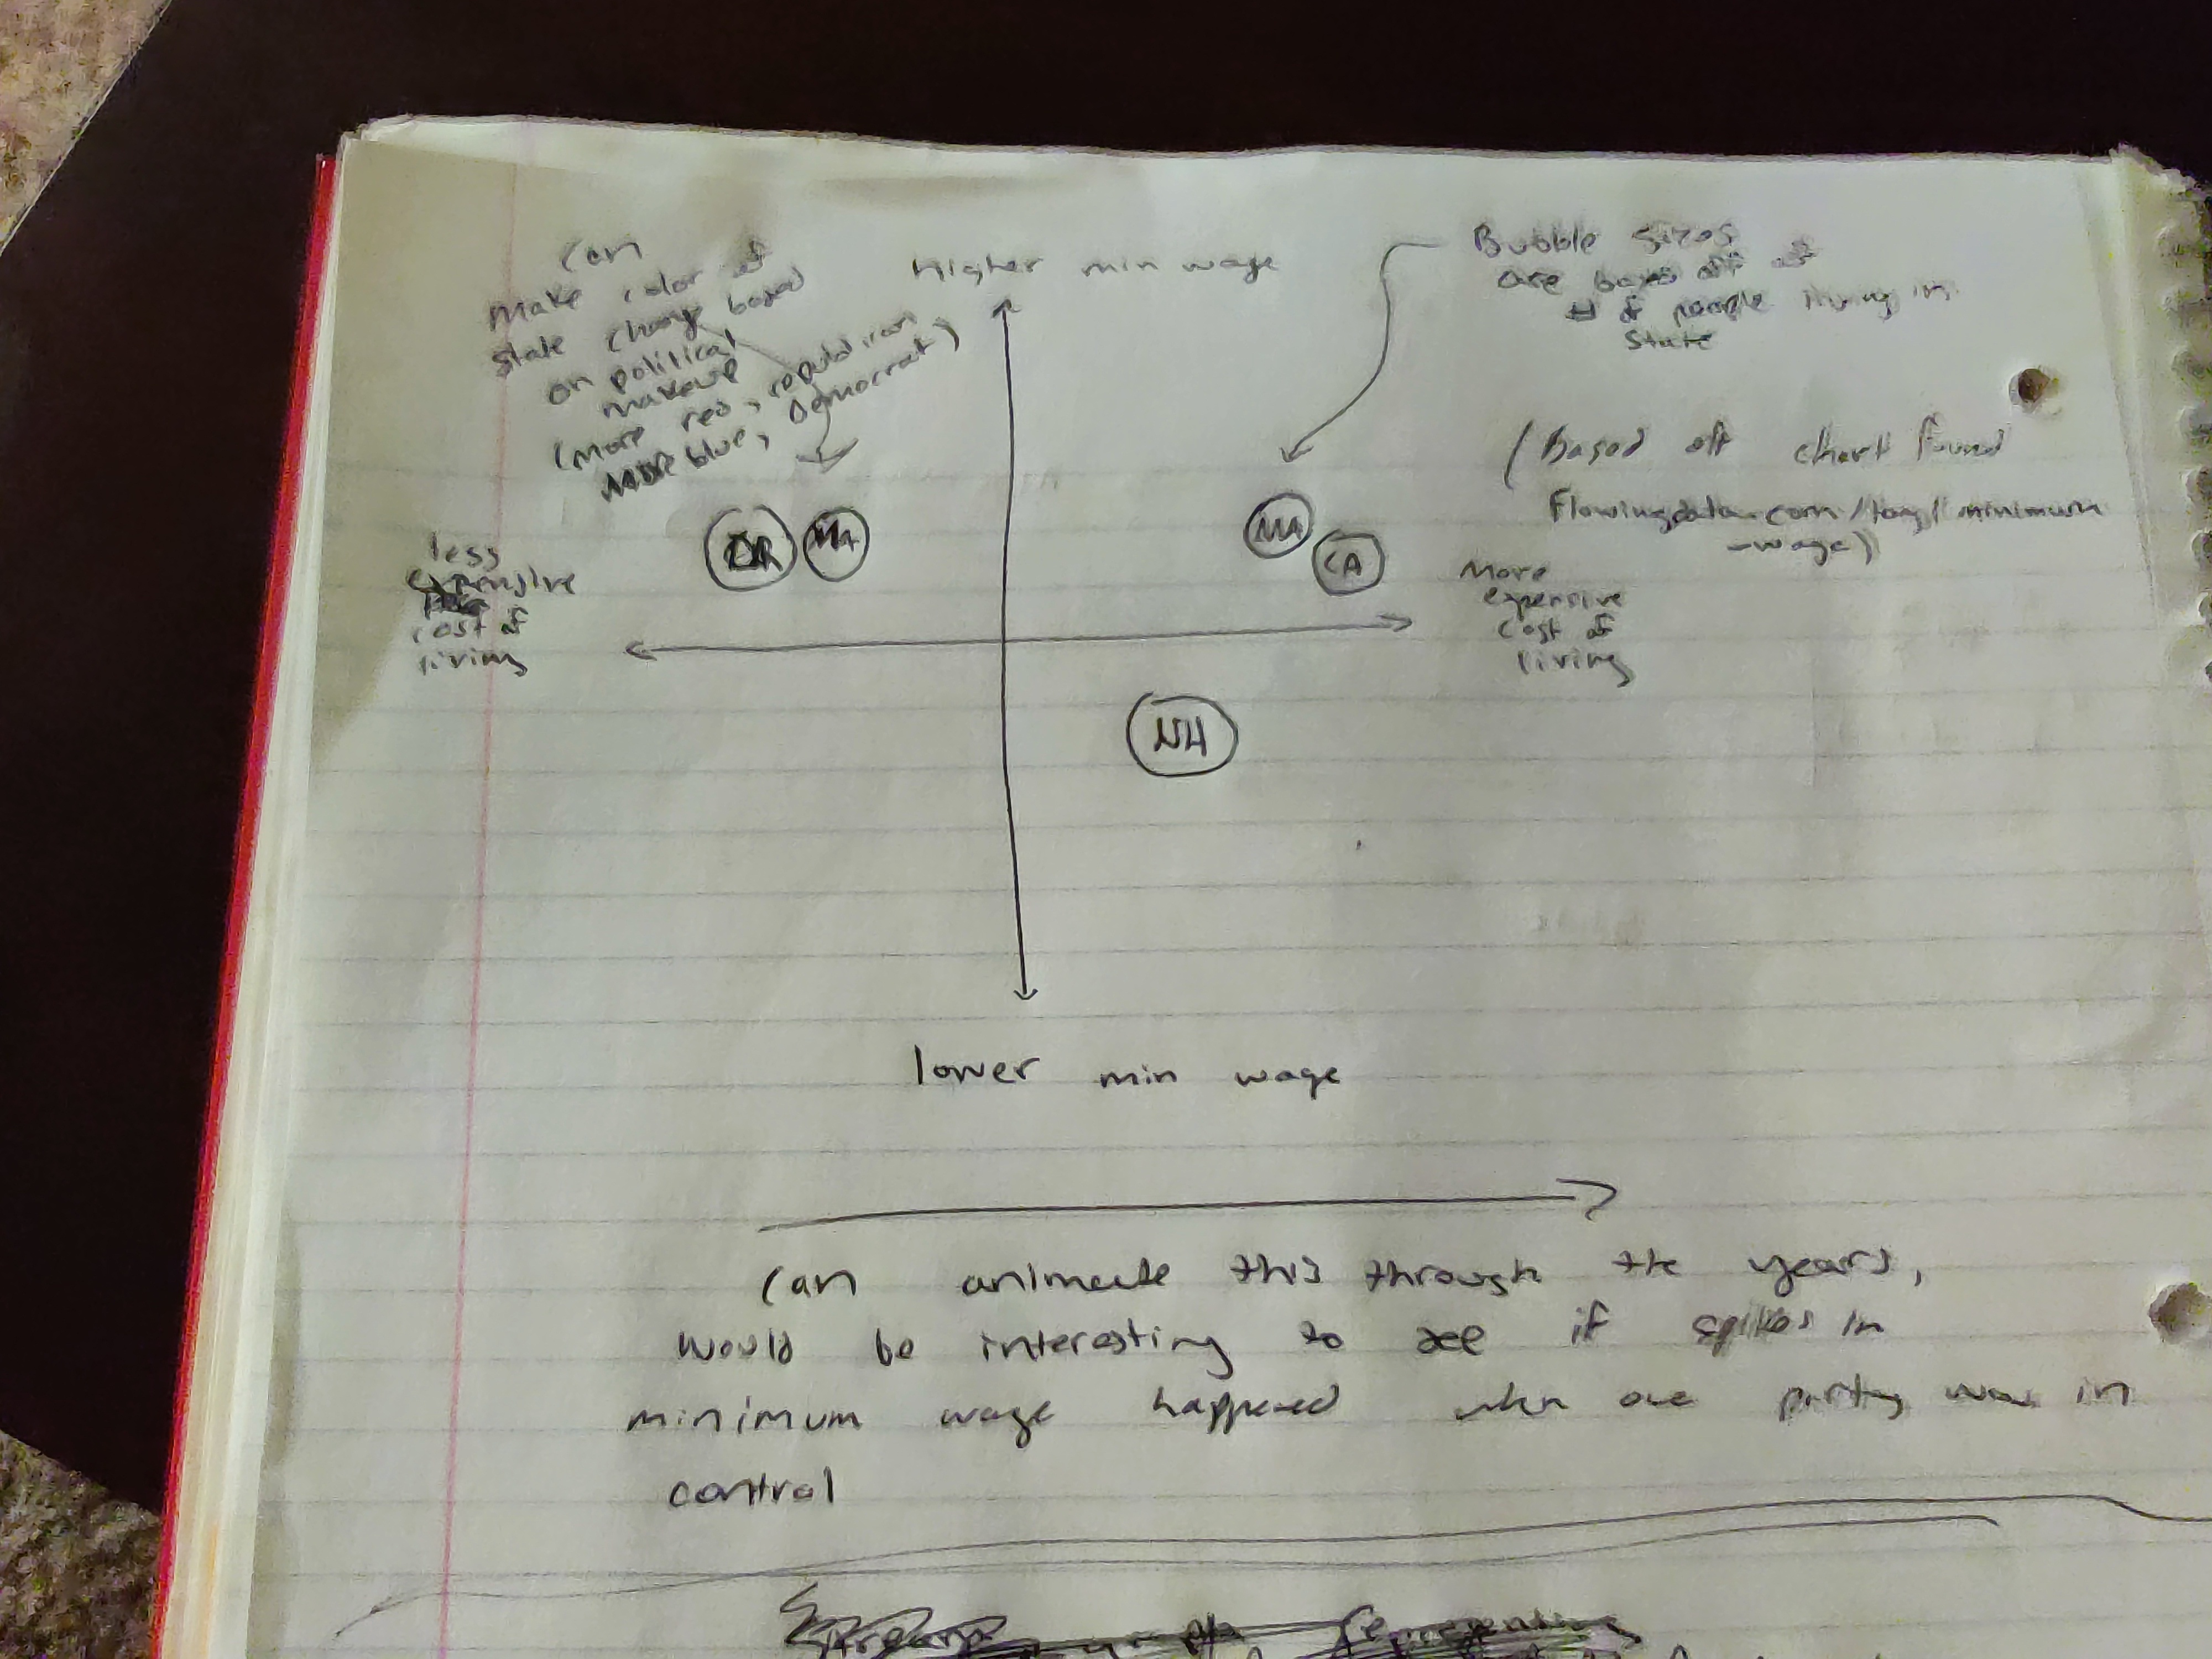 Can
make color of
state change based
on political
makeup
(more red, republican
more blue, Democrat)
Higher min wage
Bubble sizes
are based off of
# of people living in
state
(Based off chart found
Flowingdata.com/tag/minimum
-wage)
less
expensive
cost of
living
OR
MT
MA
CA
More
expensive
cost of
living
NH
lower min wage
Can animate this through the years,
would be interesting to see if spikes in
minimum wage happened when one party was in
control